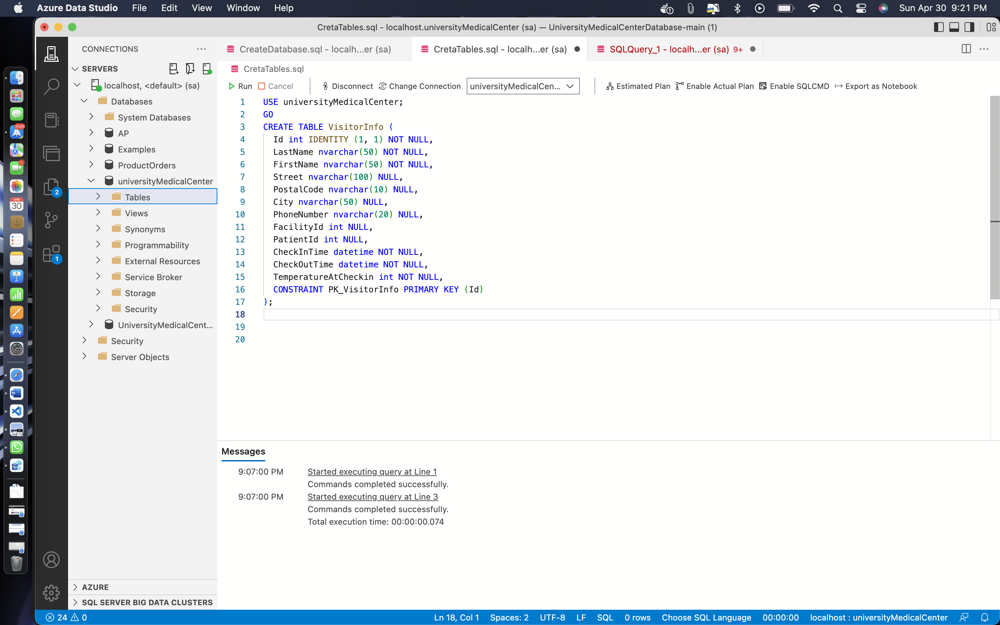 Azure Data Studio File Edit View Window Help Sun Apr 30 9:21 PM
CretaTables.sql - localhost.universityMedicalCenter (sa) — UniversityMedicalCenterDatabase-main (1)
CONNECTIONS
CreateDatabase.sql - localh...er (sa) CretaTables.sql - localh...er (sa) SQLQuery_1 - localh...er (sa) 9+
SERVERS
localhost, <default> (sa)
Databases
System Databases
AP
Examples
ProductOrders
universityMedicalCenter
Tables
Views
Synonyms
Programmability
External Resources
Service Broker
Storage
Security
UniversityMedicalCent...
Security
Server Objects
AZURE
SQL SERVER BIG DATA CLUSTERS
21225
1
APR
30
2
1
CretaTables.sql
Run Cancel Disconnect Change Connection universityMedicalCen... Estimated Plan Enable Actual Plan Enable SQLCMD Export as Notebook
1 USE universityMedicalCenter;
2 GO
3 CREATE TABLE VisitorInfo (
4 Id int IDENTITY (1, 1) NOT NULL,
5 LastName nvarchar(50) NOT NULL,
6 FirstName nvarchar(50) NOT NULL,
7 Street nvarchar(100) NULL,
8 PostalCode nvarchar(10) NULL,
9 City nvarchar(50) NULL,
10 PhoneNumber nvarchar(20) NULL,
11 FacilityId int NULL,
12 PatientId int NULL,
13 CheckInTime datetime NOT NULL,
14 CheckOutTime datetime NOT NULL,
15 TemperatureAtCheckin int NOT NULL,
16 CONSTRAINT PK_VisitorInfo PRIMARY KEY (Id)
17 );
18
19
20
Messages
9:07:00 PM Started executing query at Line 1
Commands completed successfully.
9:07:00 PM Started executing query at Line 3
Commands completed successfully.
Total execution time: 00:00:00.074
24 0 Ln 18, Col 1 Spaces: 2 UTF-8 LF SQL 0 rows Choose SQL Language 00:00:00 localhost : universityMedicalCenter